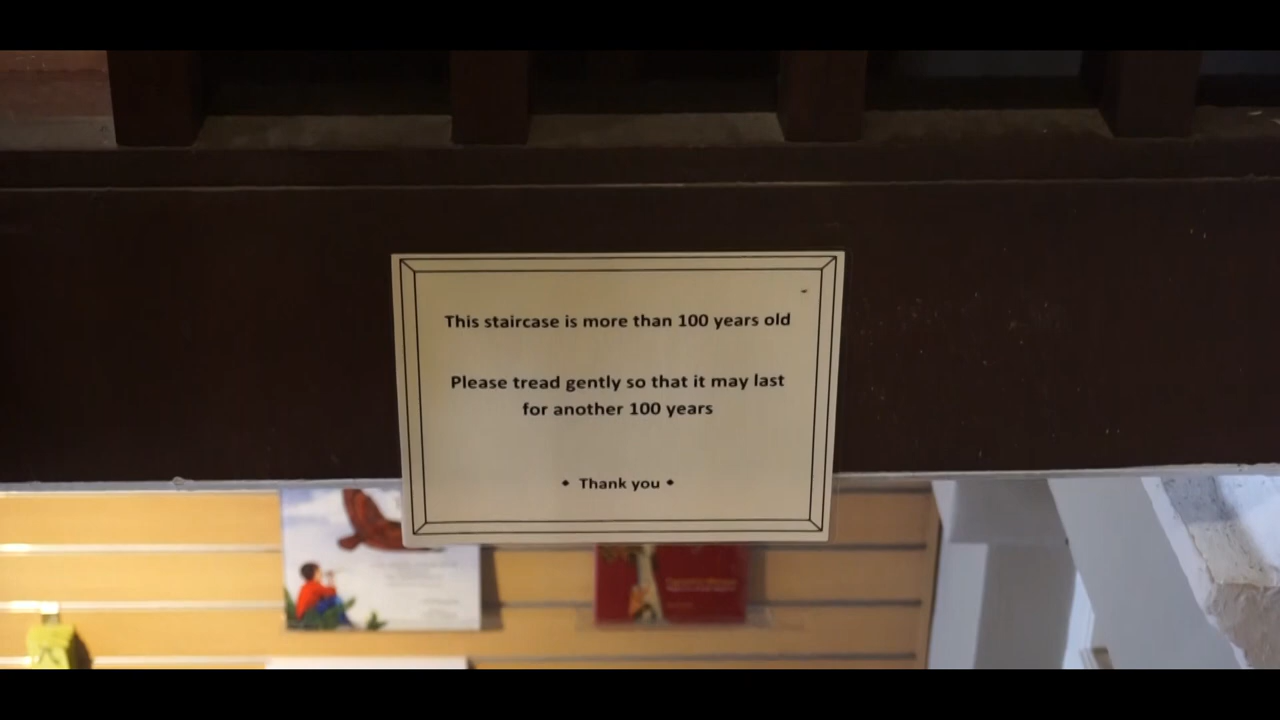 This staircase is more than 100 years old
Please tread gently so that it may last
for another 100 years
• Thank you •